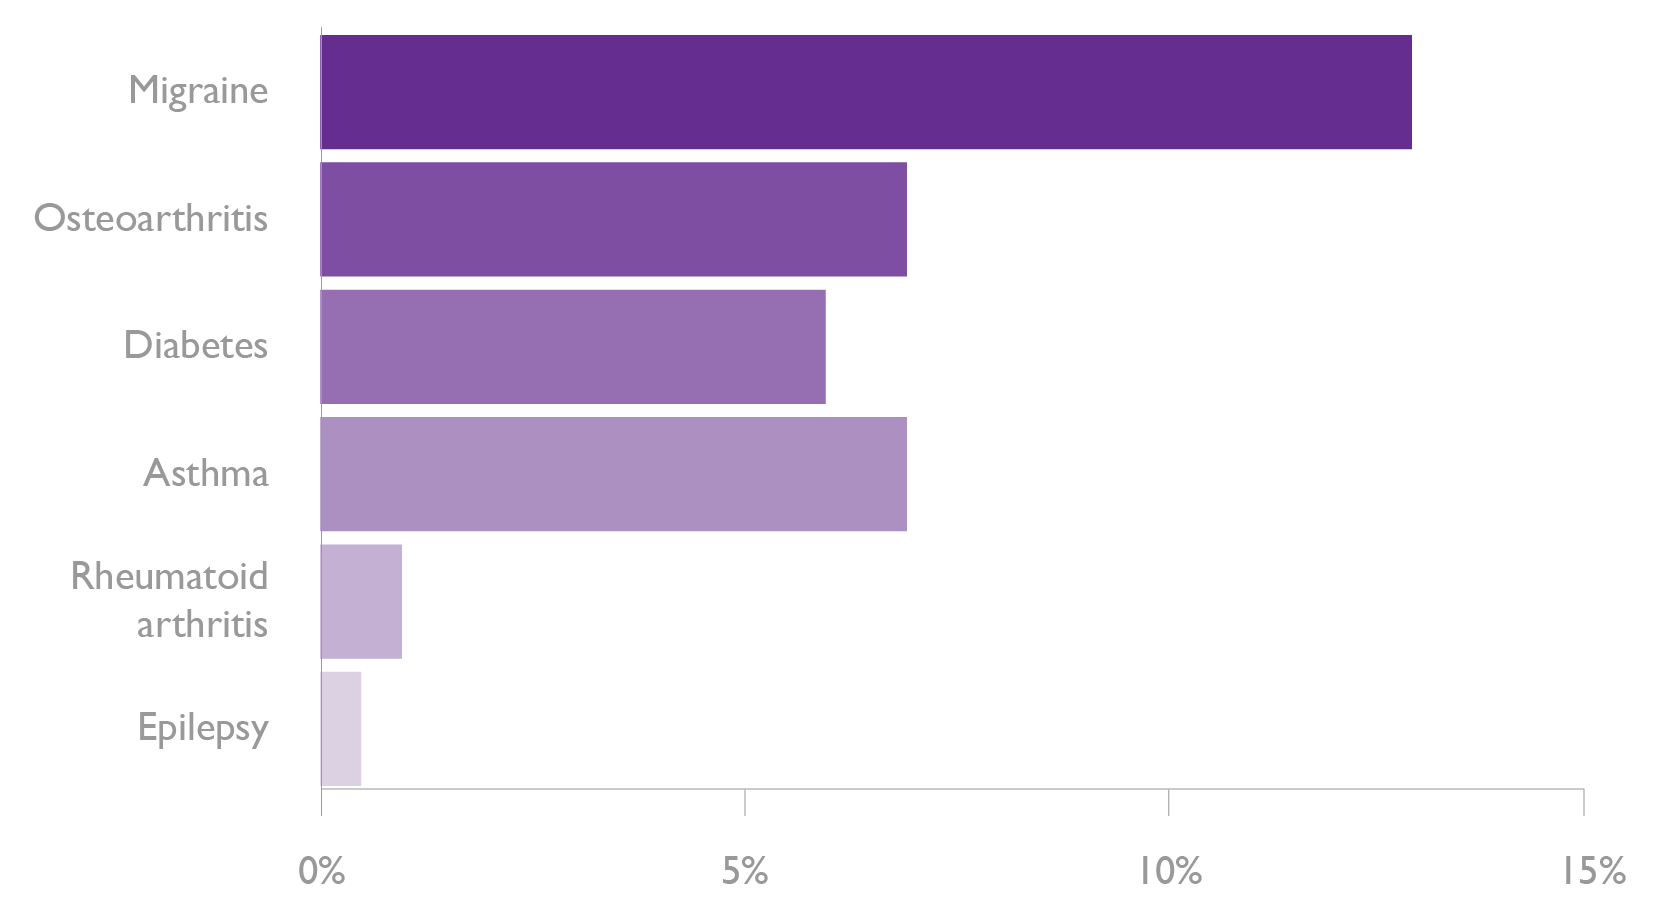 Migraine
Osteoarthritis
Diabetes
Asthma
Rheumatoid
arthritis
Epilepsy
0% 5% 10% 15%